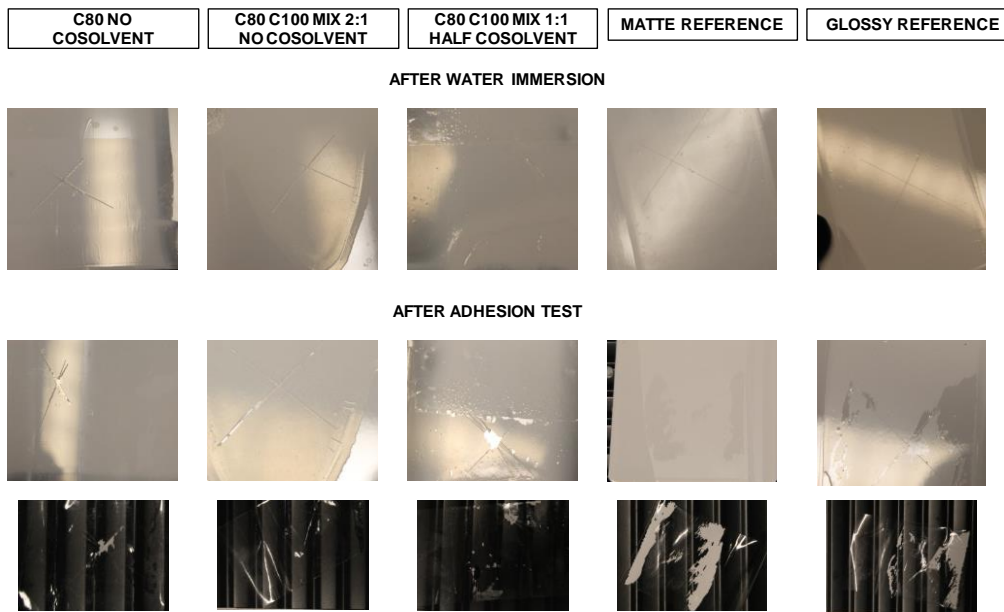 C80 NO
COSOLVENT
C80 C100 MIX 2:1
NO COSOLVENT
C80 C100 MIX 1:1
HALF COSOLVENT
MATTE REFERENCE
GLOSSY REFERENCE
AFTER WATER IMMERSION
AFTER ADHESION TEST